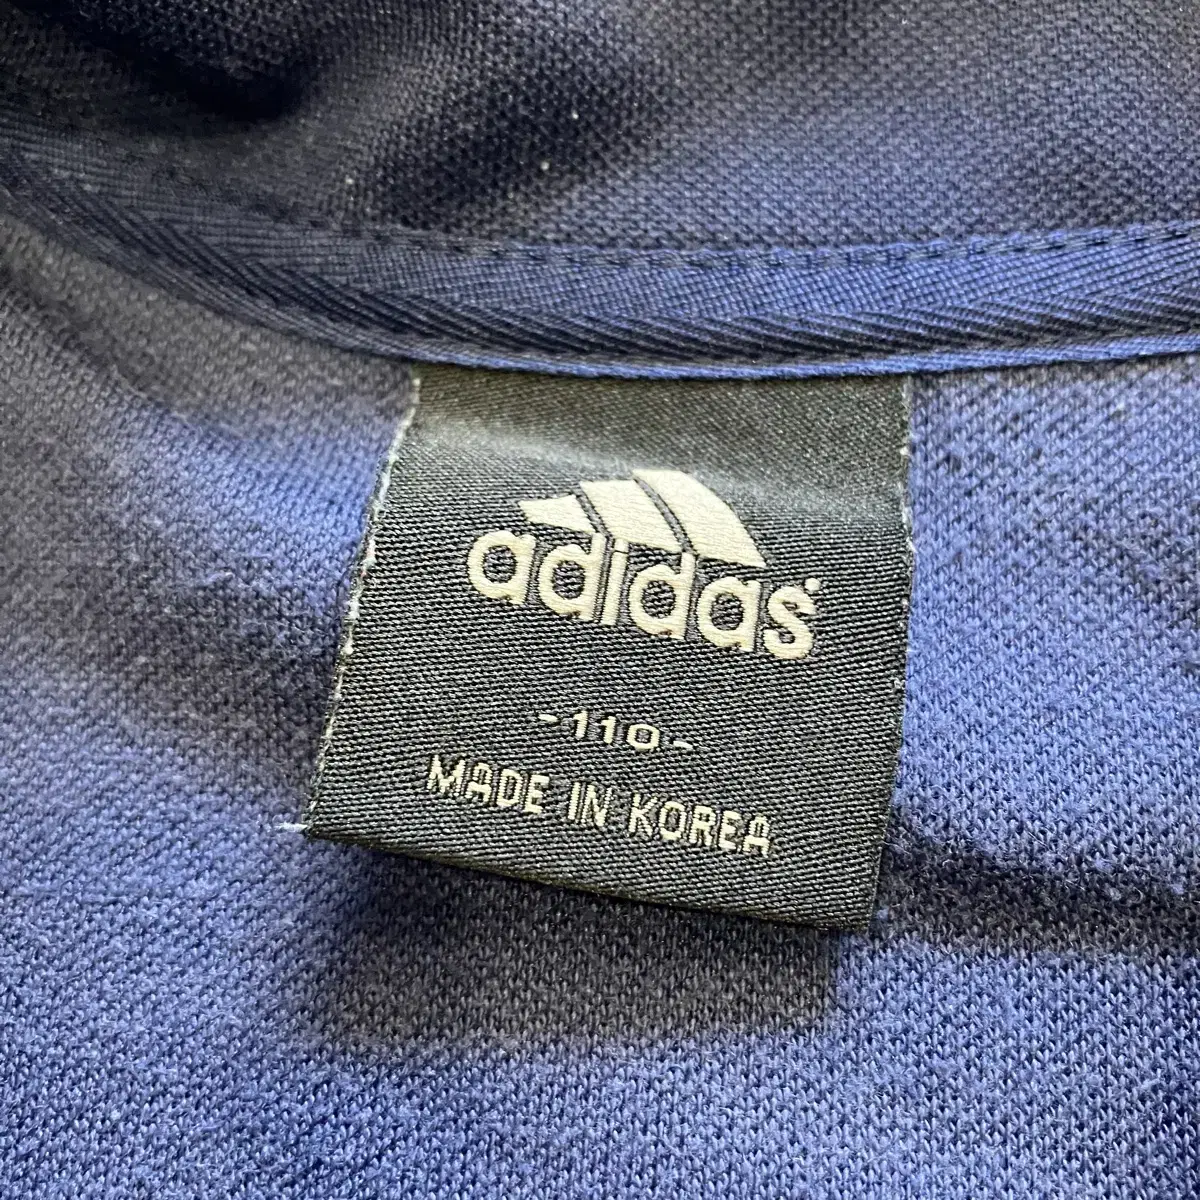 adidas
-110-
MADE IN KOREA